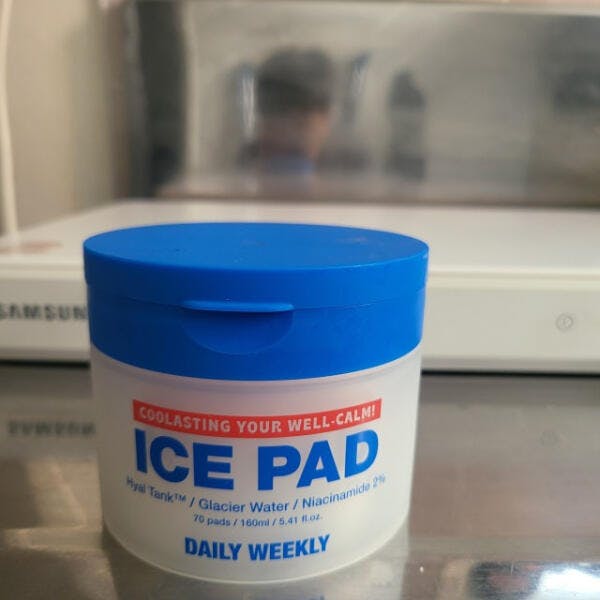 SAMSUN
COOLASTING YOUR WELL-CALM!
ICE PAD
Hyal Tank™ / Glacier Water / Niacinamide 2%
70 pads / 160ml / 5.41 fl.oz.
DAILY WEEKLY